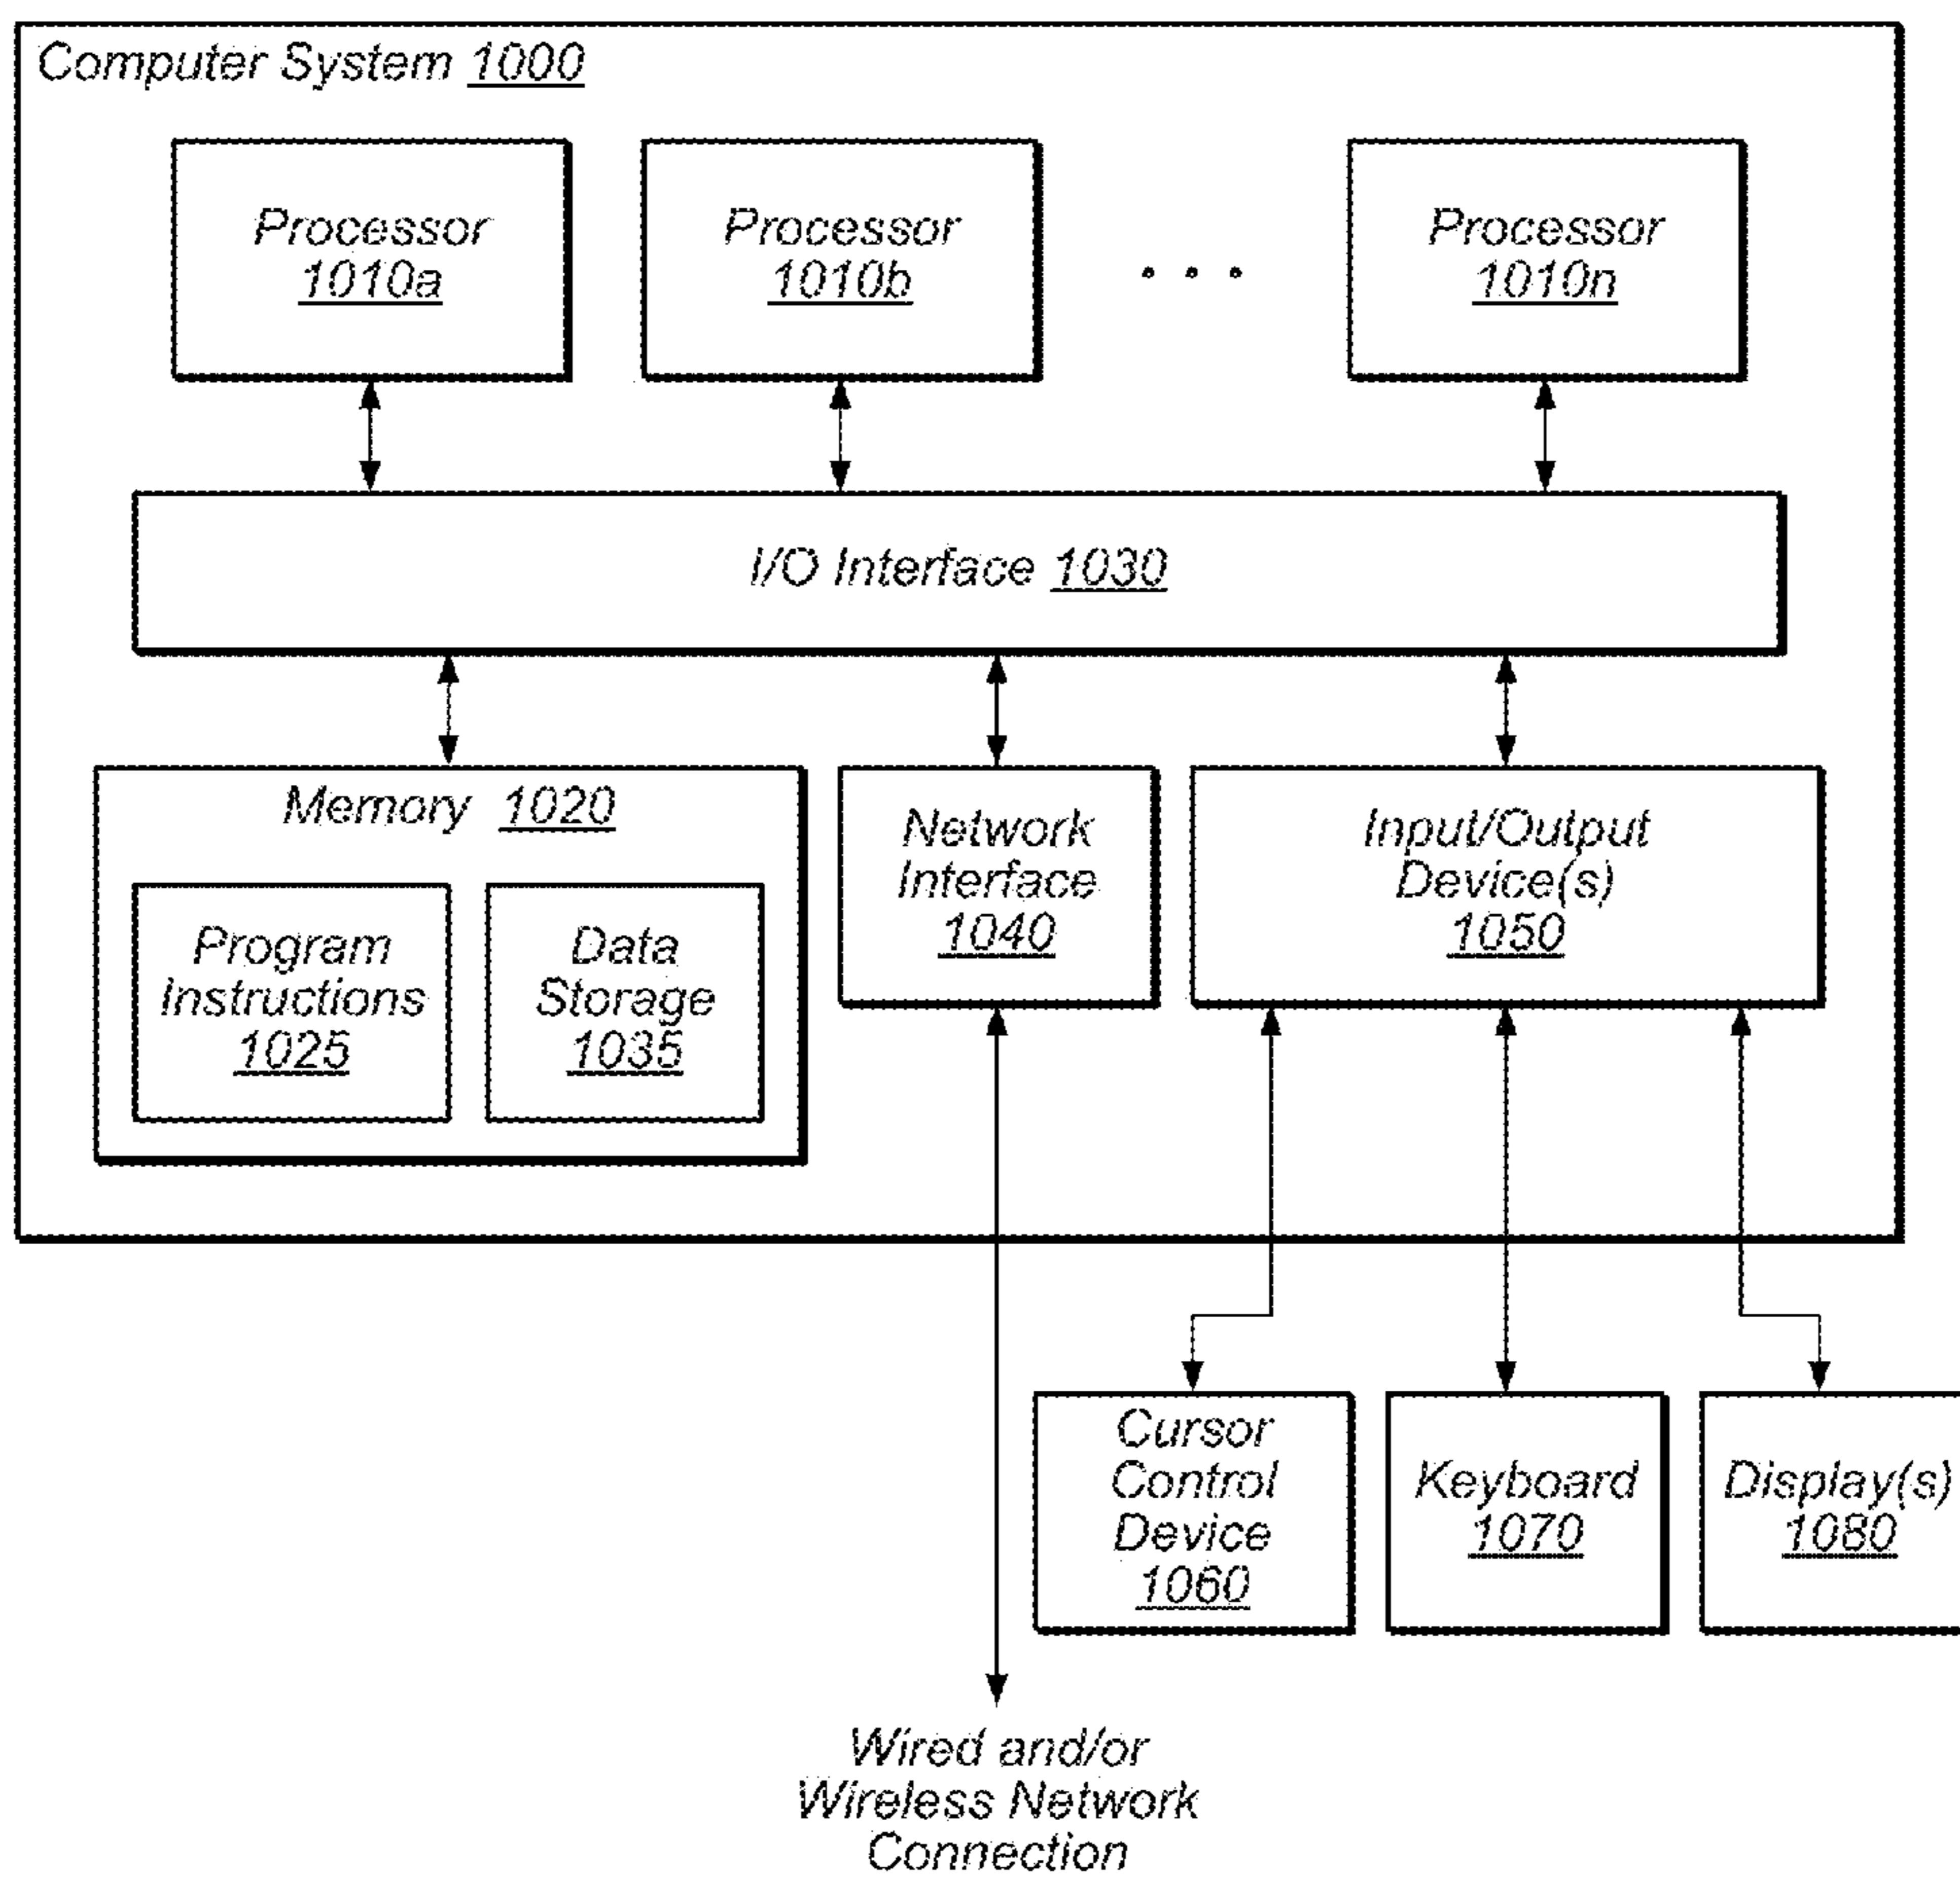 Computer System 1000
Processor
1010a
Processor
1010b
. . .
Processor
1010n
I/O Interface 1030
Memory 1020
Program
Instructions
1025
Data
Storage
1035
Network
Interface
1040
Input/Output
Device(s)
1050
Cursor
Control
Device
1060
Keyboard
1070
Display(s)
1080
Wired and/or
Wireless Network
Connection